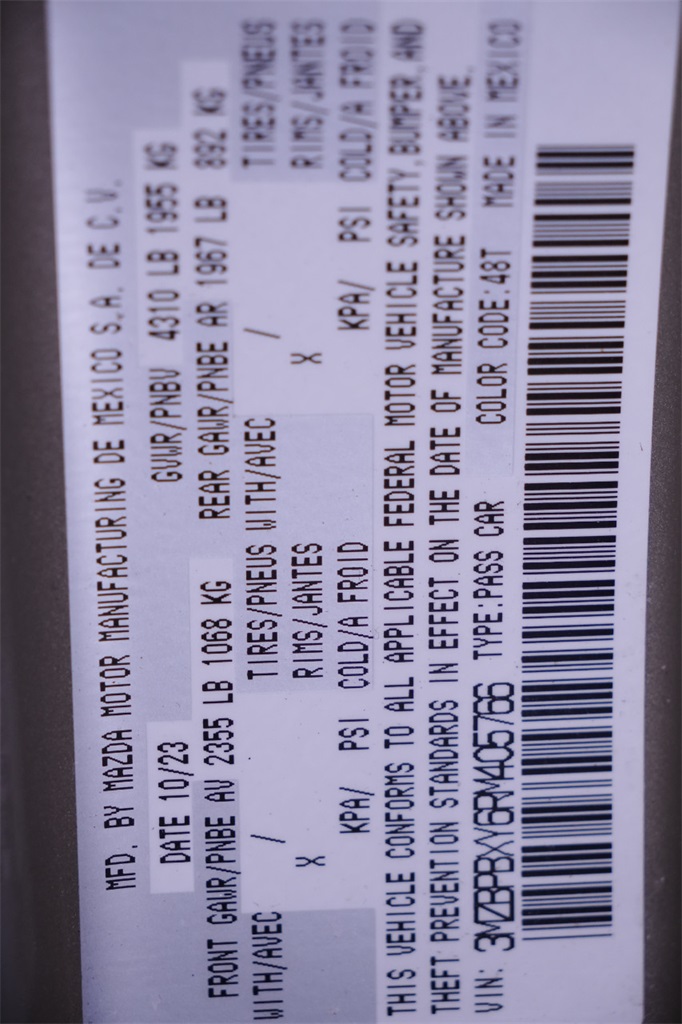 MFD. BY MAZDA MOTOR MANUFACTURING DE MEXICO S.A. DE C.V.
DATE 10/23 GVWR/PNBV 4310 LB 1955 KG
FRONT GAWR/PNBE AV 2355 LB 1068 KG REAR GAWR/PNBE AR 1967 LB 892 KG
WITH/AVEC / TIRES/PNEUS WITH/AVEC / TIRES/PNEUS
X RIMS/JANTES X RIMS/JANTES
KPA/ PSI COLD/A FROID KPA/ PSI COLD/A FROID
THIS VEHICLE CONFORMS TO ALL APPLICABLE FEDERAL MOTOR VEHICLE SAFETY,BUMPER,AND
THEFT PREVENTION STANDARDS IN EFFECT ON THE DATE OF MANUFACTURE SHOWN ABOVE.
VIN: 3MZBPBXY6RM405766 TYPE:PASS CAR COLOR CODE:48T MADE IN MEXICO